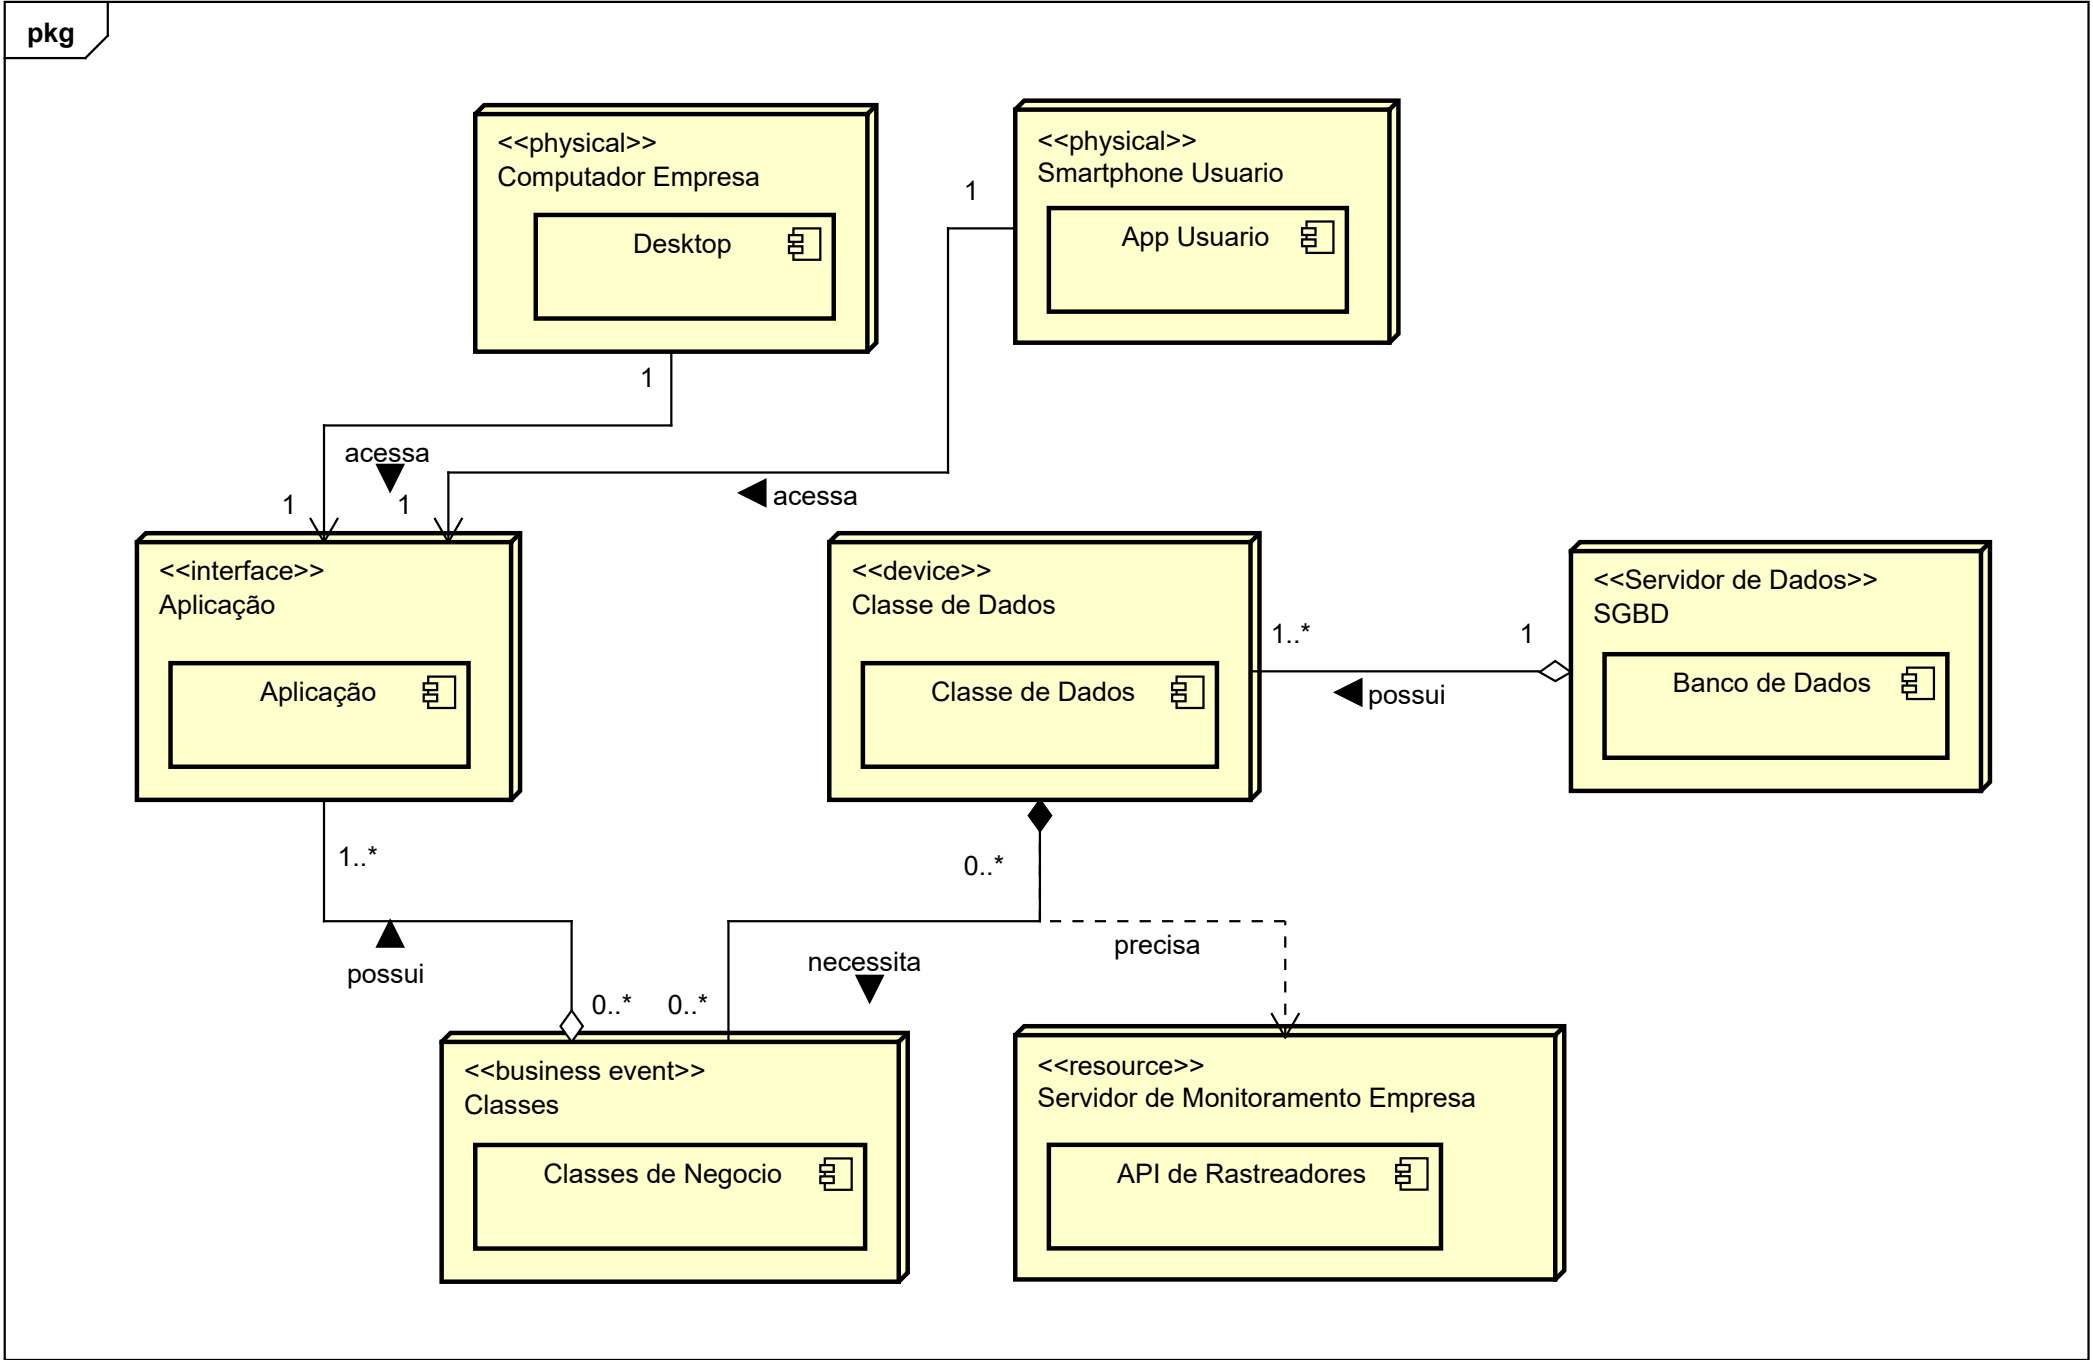 pkg
<<physical>>
Computador Empresa
Desktop
<<physical>>
Smartphone Usuario
App Usuario
1
1
acessa
1
1
acessa
<<interface>>
Aplicação
Aplicação
<<device>>
Classe de Dados
Classe de Dados
1..*
1
possui
<<Servidor de Dados>>
SGBD
Banco de Dados
1..*
possui
0..*
0..*
0..*
necessita
precisa
<<business event>>
Classes
Classes de Negocio
<<resource>>
Servidor de Monitoramento Empresa
API de Rastreadores